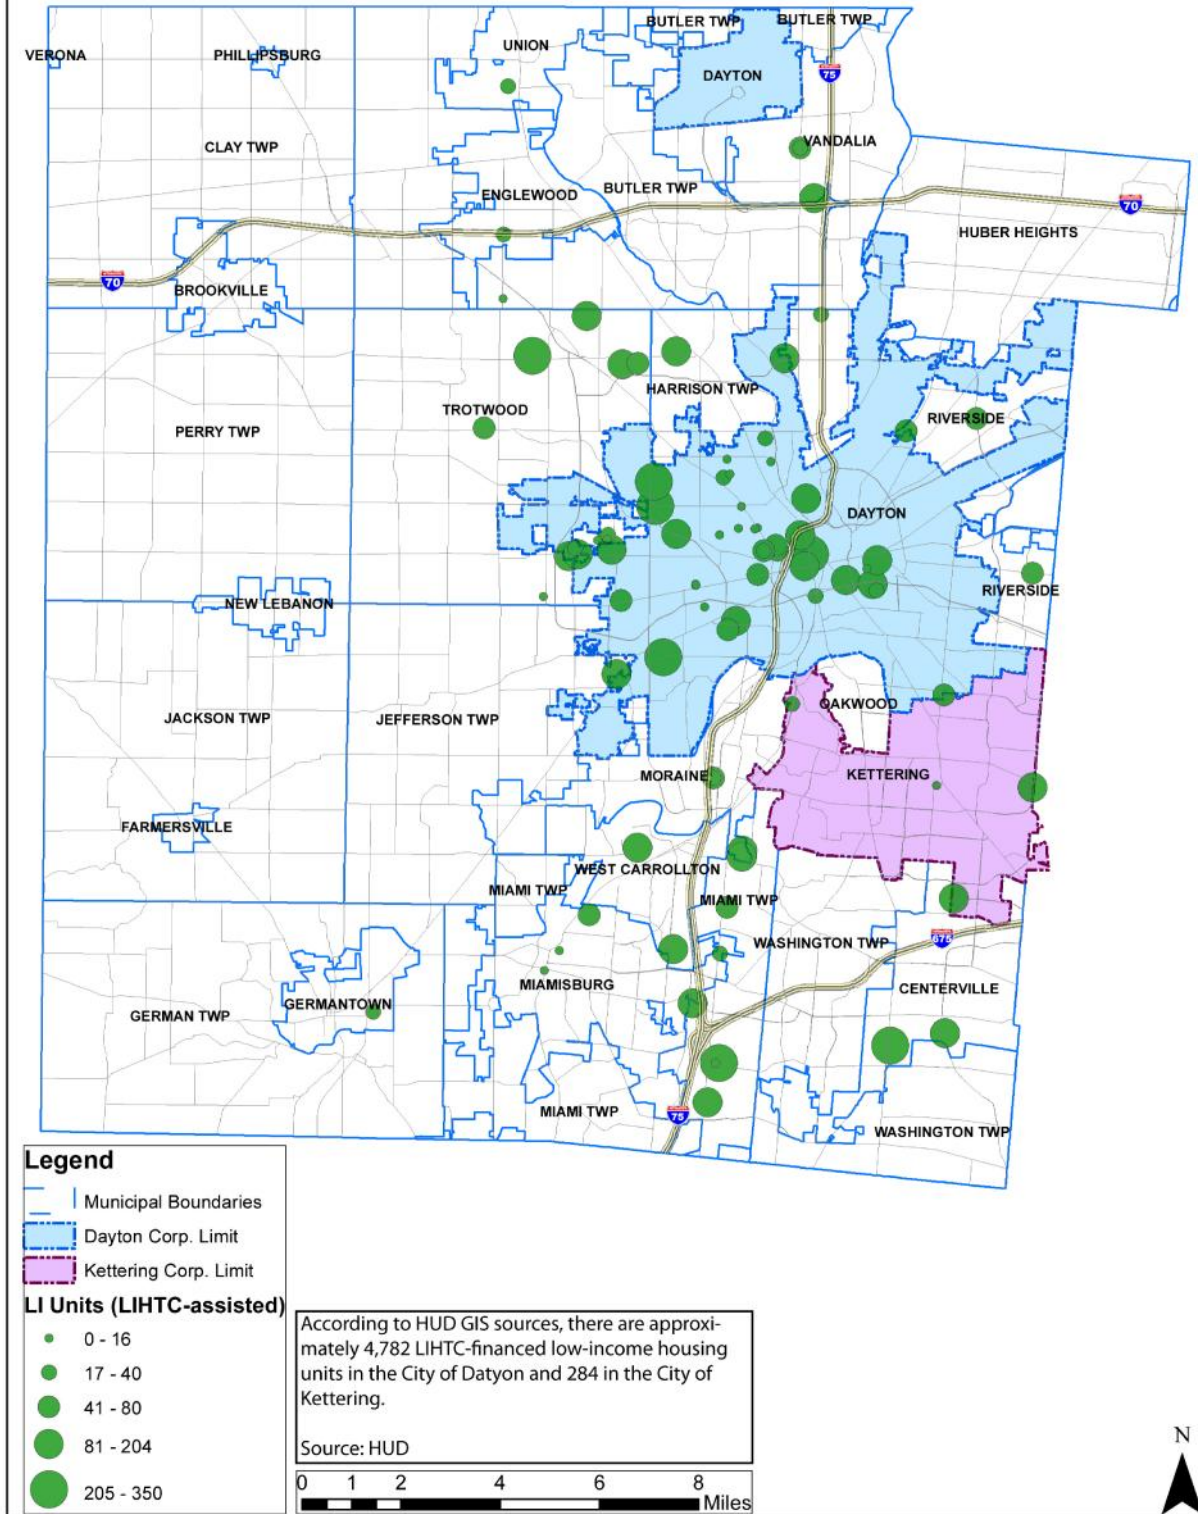 BUTLER TWP
BUTLER TWP
UNION
VERONA
PHILLIPSBURG
DAYTON
75
VANDALIA
CLAY TWP
BUTLER TWP
ENGLEWOOD
70
HUBER HEIGHTS
70
BROOKVILLE
HARRISON TWP
TROTWOOD
RIVERSIDE
PERRY TWP
DAYTON
RIVERSIDE
NEW LEBANON
OAKWOOD
JACKSON TWP
JEFFERSON TWP
MORAINE
KETTERING
FARMERSVILLE
WEST CARROLLTON
MIAMI TWP
MIAMI TWP
WASHINGTON TWP
675
MIAMISBURG
CENTERVILLE
GERMANTOWN
GERMAN TWP
MIAMI TWP
75
WASHINGTON TWP
Legend
Municipal Boundaries
Dayton Corp. Limit
Kettering Corp. Limit
LI Units (LIHTC-assisted)
0 - 16
17 - 40
41 - 80
81 - 204
205 - 350
According to HUD GIS sources, there are approxi-
mately 4,782 LIHTC-financed low-income housing
units in the City of Datyon and 284 in the City of
Kettering.
Source: HUD
0 1 2 4 6 8
Miles
N